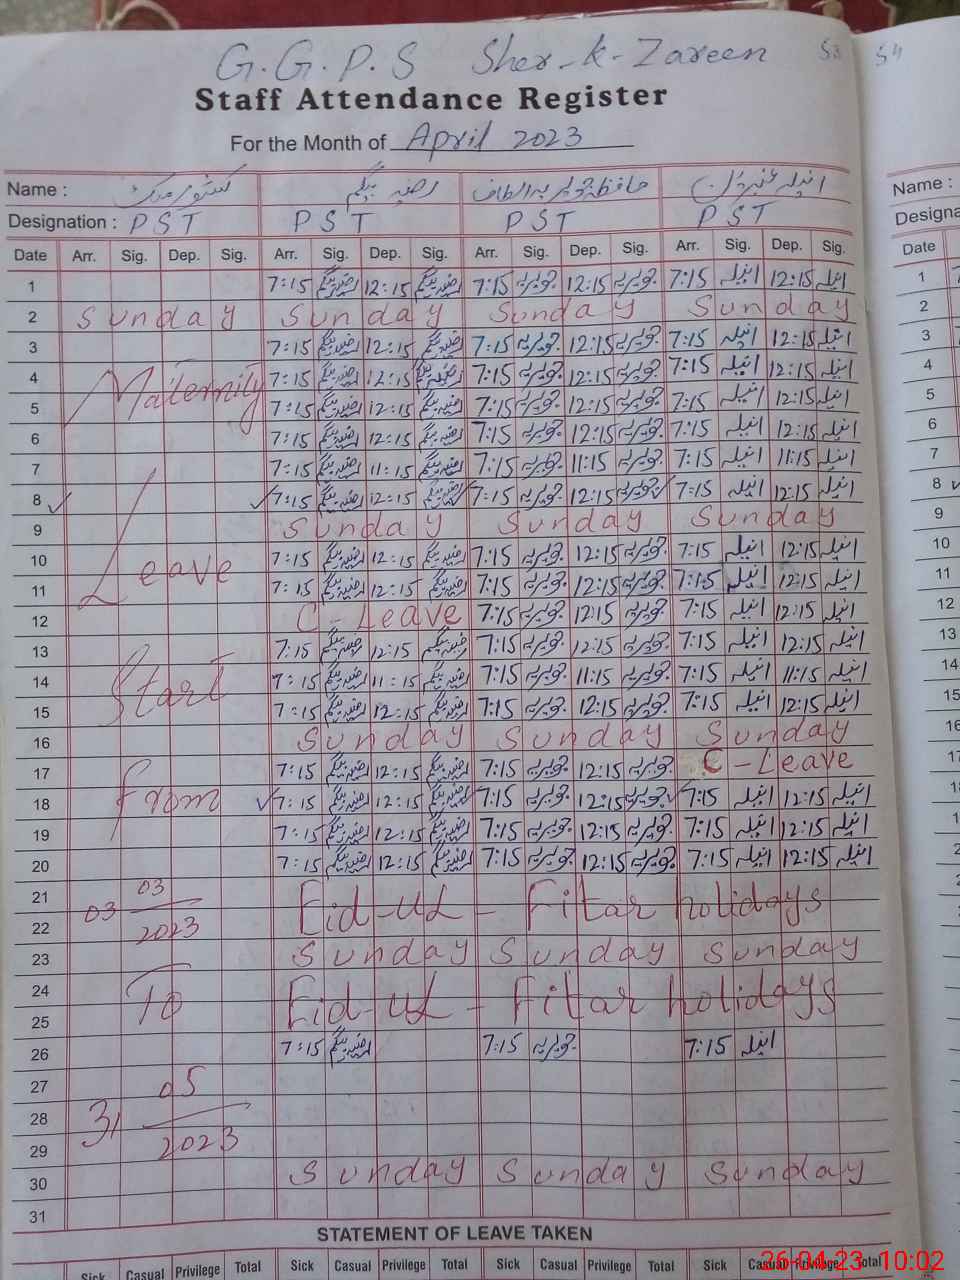 G.G.P.S Sher-k-Zareen 53 54
Staff Attendance Register
For the Month of April 2023
Name : رضیہ بیگم حافظہ جویریہ الطاف Name :
Designation : PST PST PST PST
Date Arr. Sig. Dep. Sig. Arr. Sig. Dep. Sig. Arr. Sig. Dep. Sig. Arr. Sig. Dep. Sig. Date
1 7:15 رضیہ بیگم 12:15 رضیہ بیگم 7:15 جویریہ 12:15 جویریہ 7:15 انیلہ 12:15 انیلہ 1
2 Sunday Sunday Sunday Sunday 2
3 7:15 رضیہ بیگم 12:15 رضیہ بیگم 7:15 جویریہ 12:15 جویریہ 7:15 انیلہ 12:15 انیلہ 3
4 Maternity 7:15 رضیہ بیگم 12:15 رضیہ بیگم 7:15 جویریہ 12:15 جویریہ 7:15 انیلہ 12:15 انیلہ 4
5 7:15 رضیہ بیگم 12:15 رضیہ بیگم 7:15 جویریہ 12:15 جویریہ 7:15 انیلہ 12:15 انیلہ 5
6 7:15 رضیہ بیگم 12:15 رضیہ بیگم 7:15 جویریہ 12:15 جویریہ 7:15 انیلہ 12:15 انیلہ 6
7 7:15 رضیہ بیگم 11:15 رضیہ بیگم 7:15 جویریہ 11:15 جویریہ 7:15 انیلہ 11:15 انیلہ 7
8 ✓ ✓ 7:15 رضیہ بیگم 12:15 رضیہ بیگم ✓ 7:15 جویریہ 12:15 جویریہ ✓ 7:15 انیلہ 12:15 انیلہ 8
9 Sunday Sunday Sunday 9
10 7:15 رضیہ بیگم 12:15 رضیہ بیگم 7:15 جویریہ 12:15 جویریہ 7:15 انیلہ 12:15 انیلہ 10
11 Leave 7:15 رضیہ بیگم 12:15 رضیہ بیگم 7:15 جویریہ 12:15 جویریہ 7:15 انیلہ 12:15 انیلہ 11
12 C-Leave 7:15 جویریہ 12:15 جویریہ 7:15 انیلہ 12:15 انیلہ 12
13 7:15 رضیہ بیگم 12:15 رضیہ بیگم 7:15 جویریہ 12:15 جویریہ 7:15 انیلہ 12:15 انیلہ 13
14 Start 7:15 رضیہ بیگم 11:15 رضیہ بیگم 7:15 جویریہ 11:15 جویریہ 7:15 انیلہ 11:15 انیلہ 14
15 7:15 رضیہ بیگم 12:15 رضیہ بیگم 7:15 جویریہ 12:15 جویریہ 7:15 انیلہ 12:15 انیلہ 15
16 Sunday Sunday Sunday
17 7:15 رضیہ بیگم 12:15 رضیہ بیگم 7:15 جویریہ 12:15 جویریہ C-Leave
18 from ✓ 7:15 رضیہ بیگم 12:15 رضیہ بیگم ✓ 7:15 جویریہ 12:15 جویریہ ✓ 7:15 انیلہ 12:15 انیلہ
19 7:15 رضیہ بیگم 12:15 رضیہ بیگم 7:15 جویریہ 12:15 جویریہ 7:15 انیلہ 12:15 انیلہ
20 7:15 رضیہ بیگم 12:15 رضیہ بیگم 7:15 جویریہ 12:15 جویریہ 7:15 انیلہ 12:15 انیلہ
21 03 03 Eid-ul-Fitar holidays
22 2023
23 Sunday Sunday Sunday
24 To Eid-ul-Fitar holidays
25
26 7:15 رضیہ بیگم 7:15 جویریہ 7:15 انیلہ
27 05
28 31
29 2023
30 Sunday Sunday Sunday
31
STATEMENT OF LEAVE TAKEN
Sick Casual Privilege Total Sick Casual Privilege Total Sick Casual Privilege Total Sick Casual Privilege Total
26-04-23 10:02